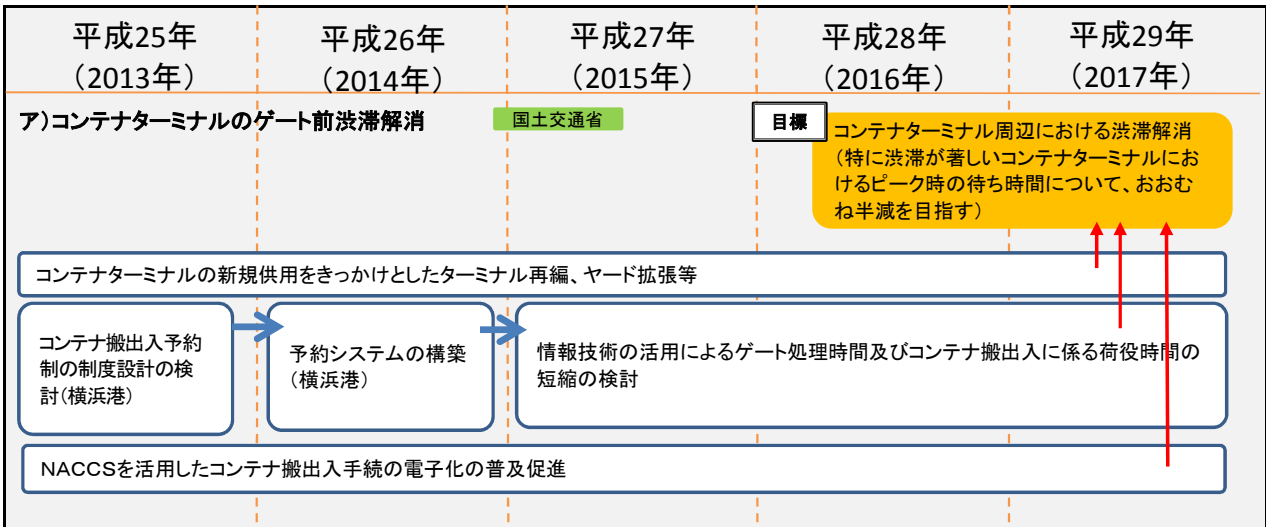 平成25年
(2013年)
平成26年
(2014年)
平成27年
(2015年)
平成28年
(2016年)
平成29年
(2017年)
ア)コンテナターミナルのゲート前渋滞解消
国土交通省
目標
コンテナターミナル周辺における渋滞解消
(特に渋滞が著しいコンテナターミナルにお
けるピーク時の待ち時間について、おおむ
ね半減を目指す)
コンテナターミナルの新規供用をきっかけとしたターミナル再編、ヤード拡張等
コンテナ搬出入予約
制の制度設計の検
討(横浜港)
予約システムの構築
(横浜港)
情報技術の活用によるゲート処理時間及びコンテナ搬出入に係る荷役時間の
短縮の検討
NACCSを活用したコンテナ搬出入手続の電子化の普及促進